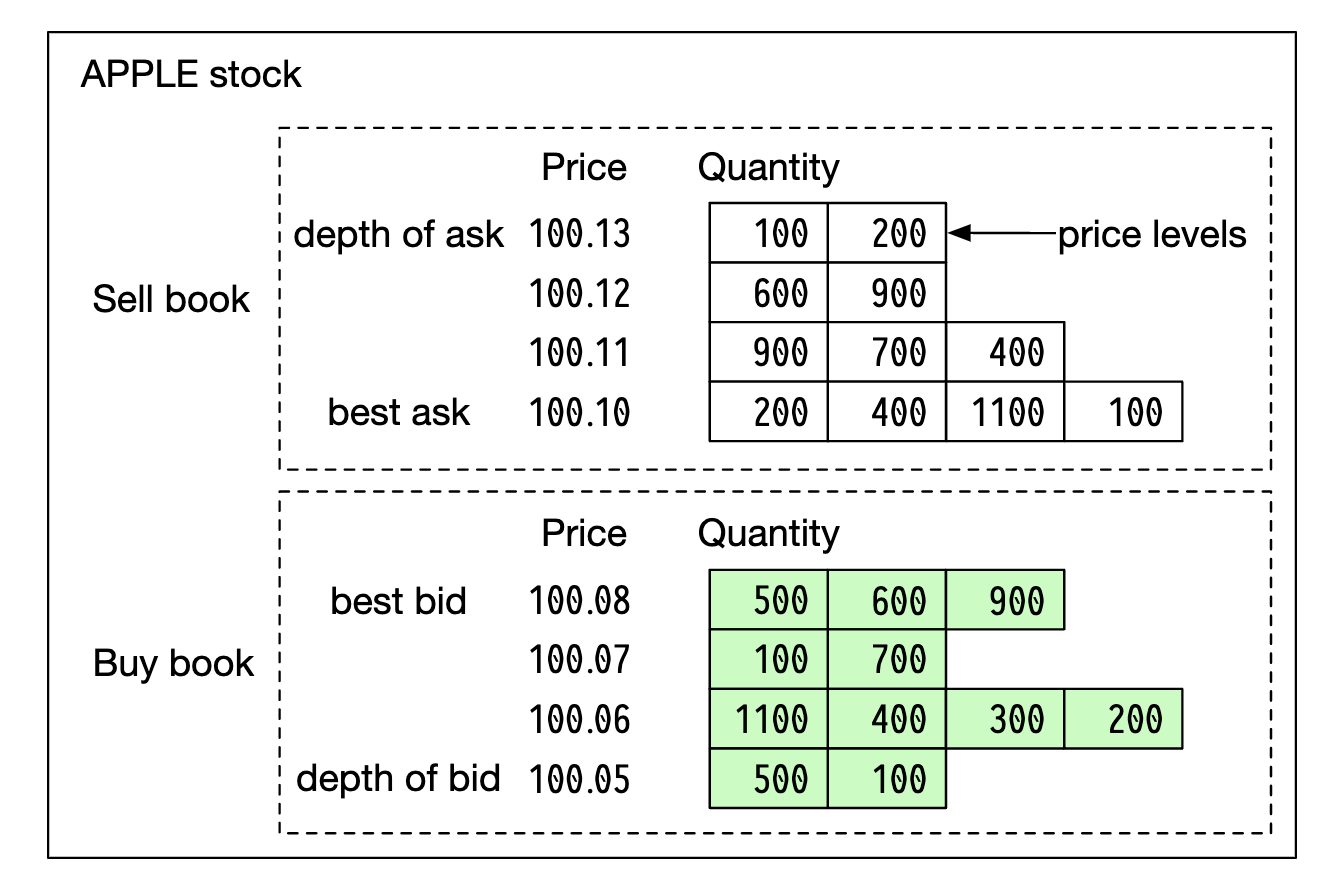 APPLE stock
Price Quantity
depth of ask 100.13 100 200 price levels
100.12 600 900
Sell book
100.11 900 700 400
best ask 100.10 200 400 1100 100
Price Quantity
best bid 100.08 500 600 900
100.07 100 700
Buy book
100.06 1100 400 300 200
depth of bid 100.05 500 100